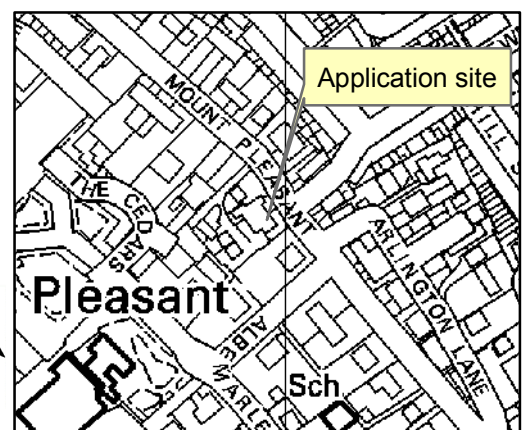 Application site
MOUNT PLEASANT
THE CEDARS
ARLINGTON LANE
Pleasant
ALBEMARLE
Sch